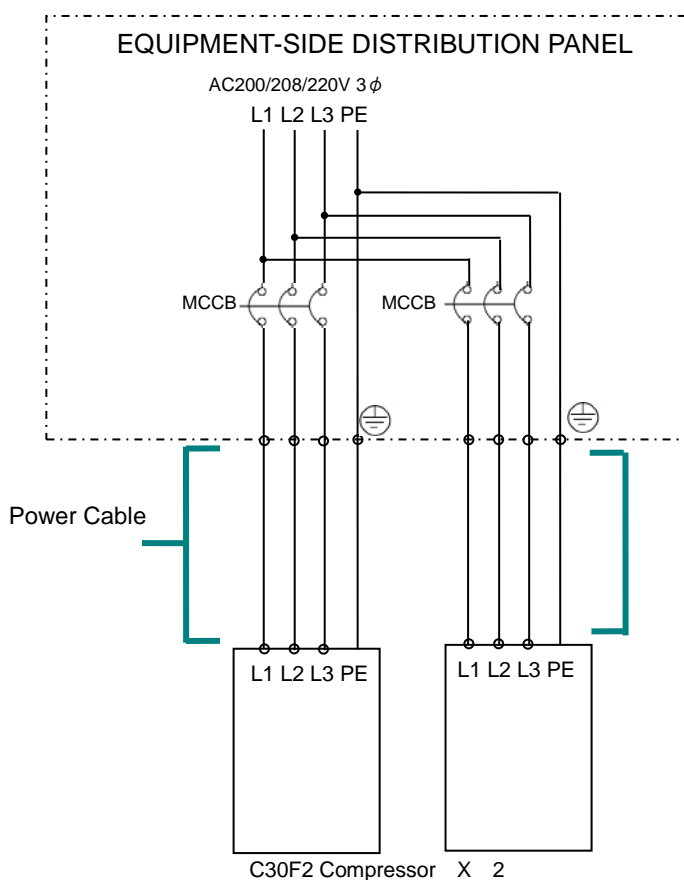 EQUIPMENT-SIDE DISTRIBUTION PANEL
AC200/208/220V 3ϕ
L1 L2 L3 PE
MCCB
MCCB
Power Cable
L1 L2 L3 PE
L1 L2 L3 PE
C30F2 Compressor X 2